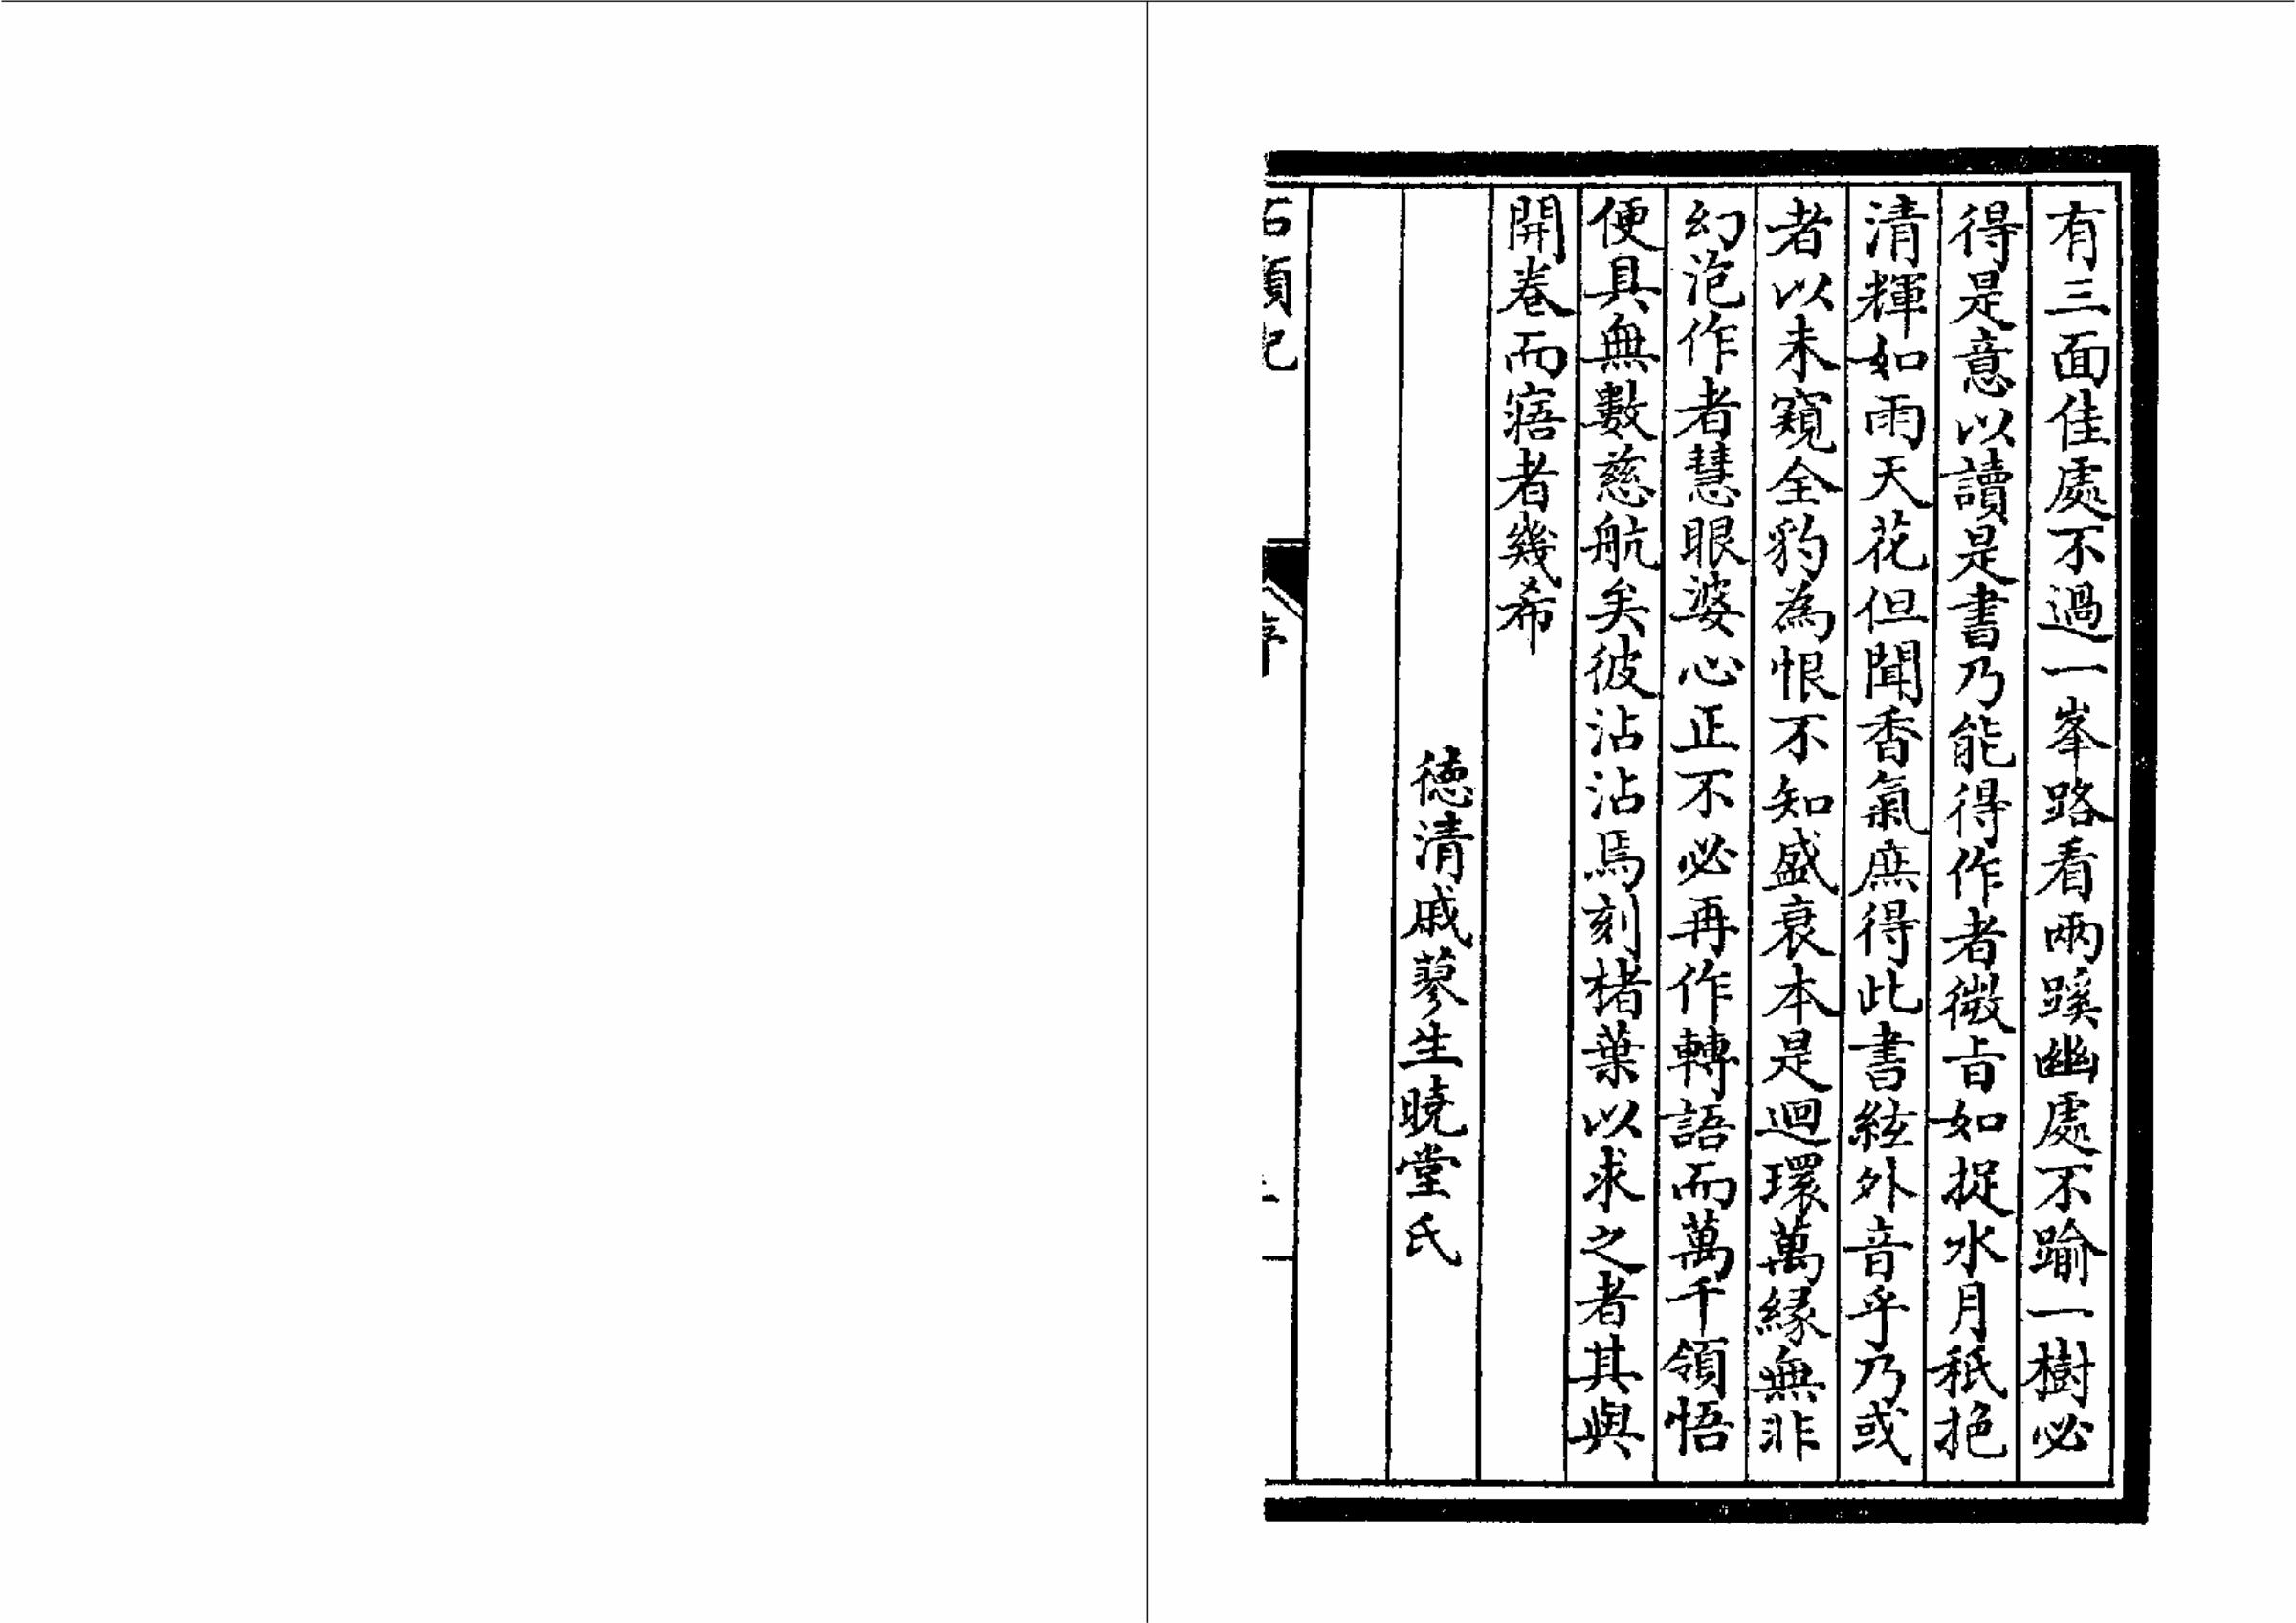 有三面佳處不過一峯路看兩蹊幽處不踰一樹必
得是意以讀是書乃能得作者微旨如捉水月秖挹
清輝如雨天花但聞香氣庶得此書絃外音乎乃或
者以未窺全豹為恨不知盛衰本是迴環萬緣無非
幻泡作者慧眼婆心正不必再作轉語而萬千領悟
便具無數慈航矣彼沾沾焉刻楮葉以求之者其與
開卷而寤者幾希
德清戚蓼生曉堂氏
石頭記
序